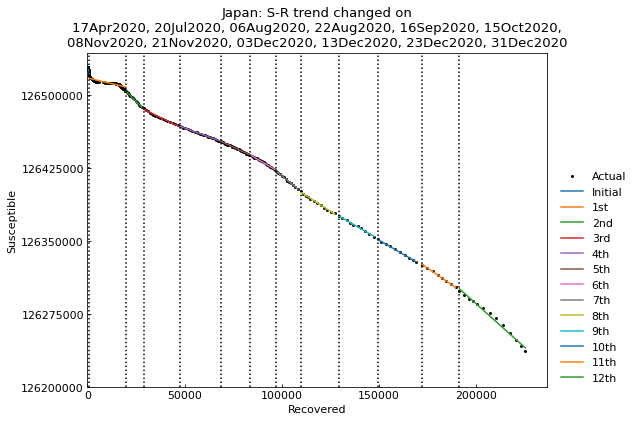 Japan: S-R trend changed on
17Apr2020, 20Jul2020, 06Aug2020, 22Aug2020, 16Sep2020, 15Oct2020,
08Nov2020, 21Nov2020, 03Dec2020, 13Dec2020, 23Dec2020, 31Dec2020
126500000
126425000
126350000
126275000
126200000
Susceptible
0
50000
100000
150000
200000
Recovered
Actual
Initial
1st
2nd
3rd
4th
5th
6th
7th
8th
9th
10th
11th
12th